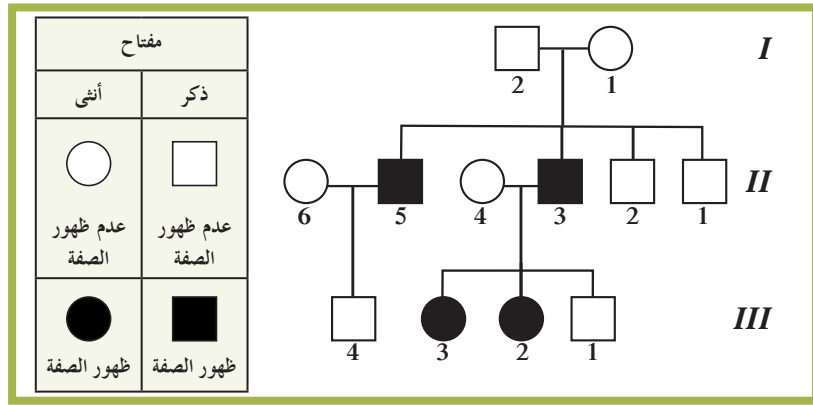 مفتاح
ذكر أنثى
عدم ظهور الصفة عدم ظهور الصفة
ظهور الصفة ظهور الصفة
I
1 2
II
1 2 3 4 5 6
III
1 2 3 4